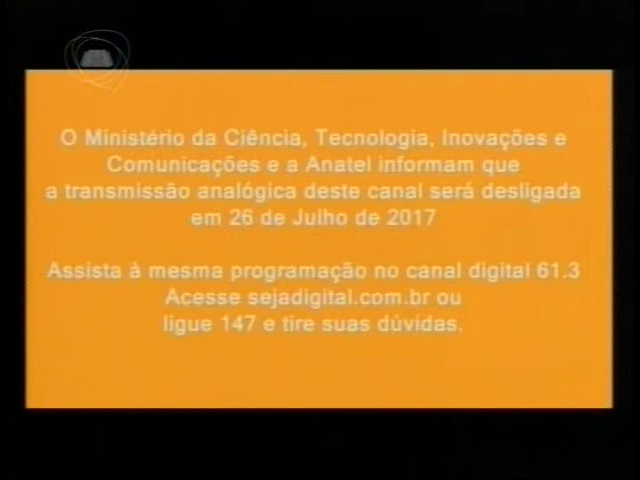 O Ministério da Ciência, Tecnologia, Inovações e
Comunicações e a Anatel informam que
a transmissão analógica deste canal será desligada
em 26 de Julho de 2017
Assista à mesma programação no canal digital 61.3
Acesse sejadigital.com.br ou
ligue 147 e tire suas dúvidas.